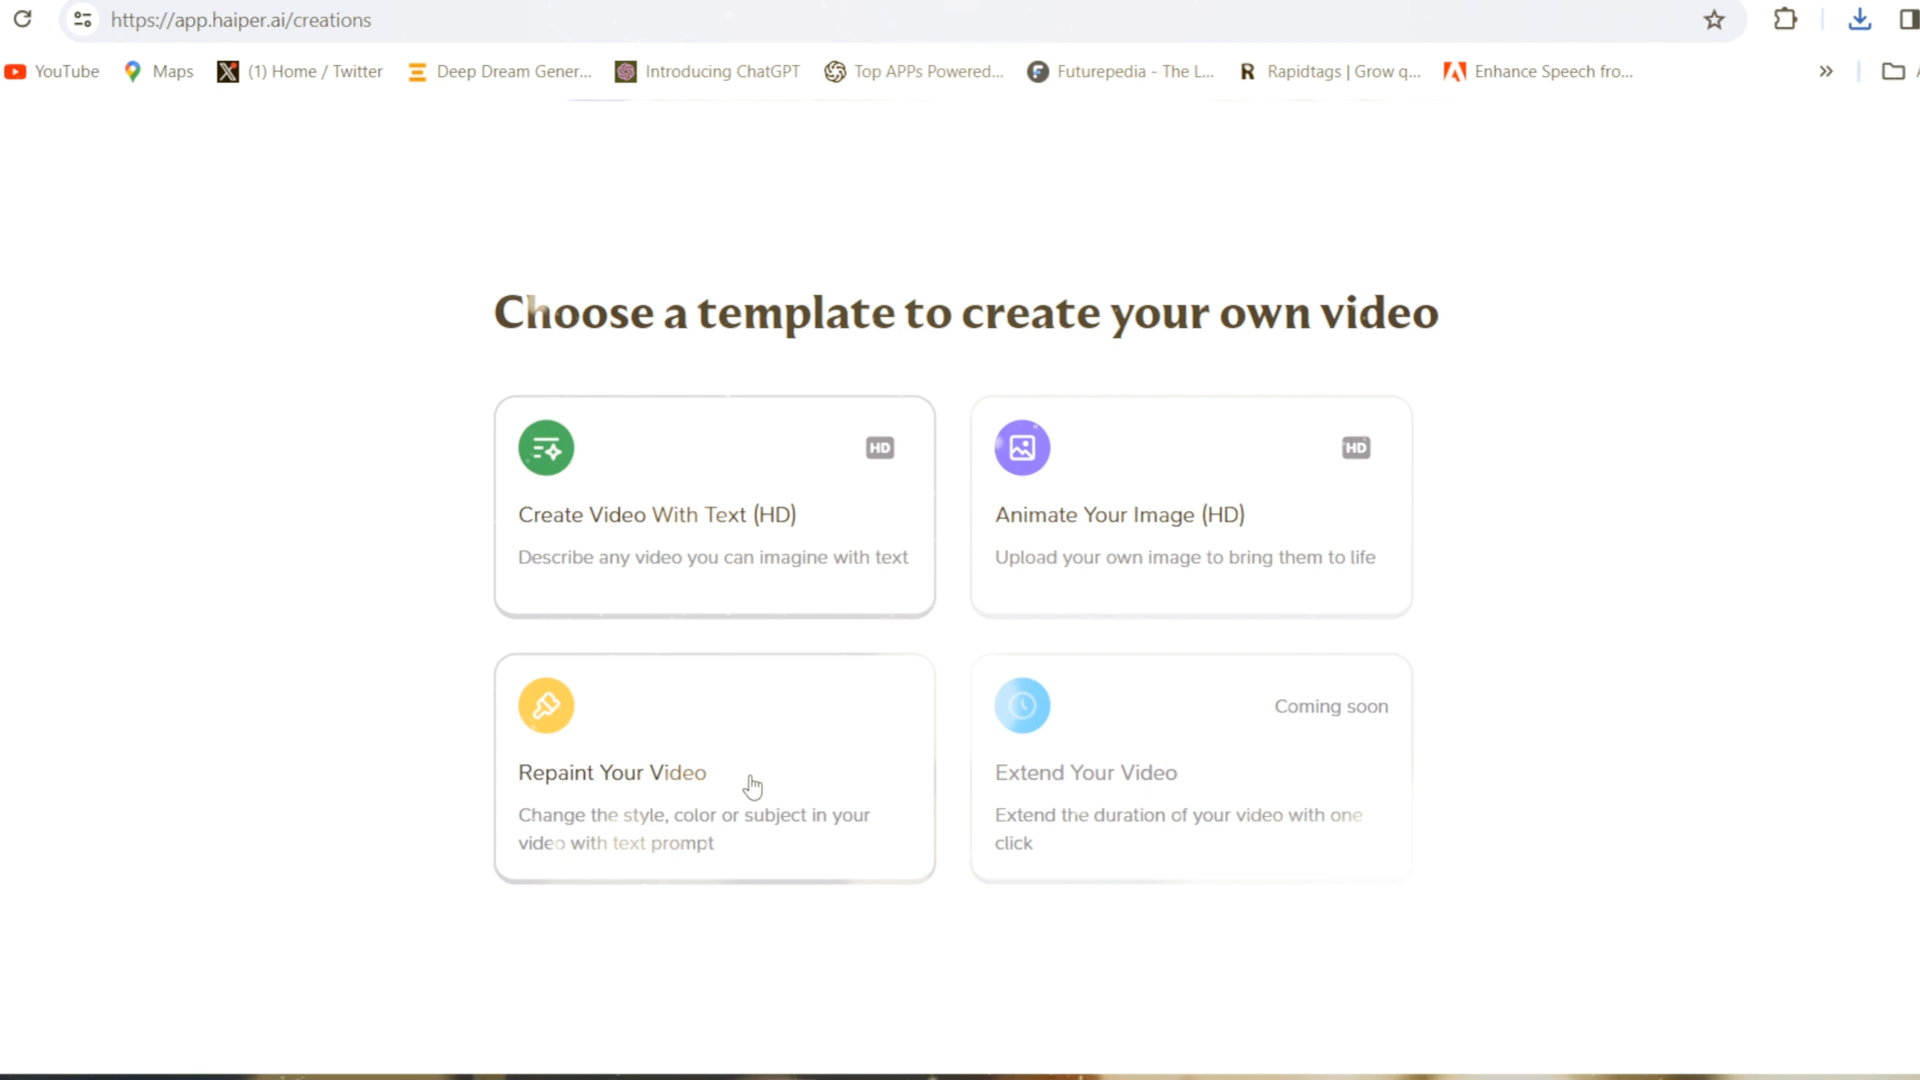 https://app.haiper.ai/creations
YouTube Maps (1) Home / Twitter Deep Dream Gener... Introducing ChatGPT Top APPs Powered... Futurepedia - The L... R Rapidtags | Grow q... Enhance Speech fro... »
Choose a template to create your own video
HD
Create Video With Text (HD)
Describe any video you can imagine with text
HD
Animate Your Image (HD)
Upload your own image to bring them to life
Repaint Your Video
Change the style, color or subject in your
video with text prompt
Coming soon
Extend Your Video
Extend the duration of your video with one
click